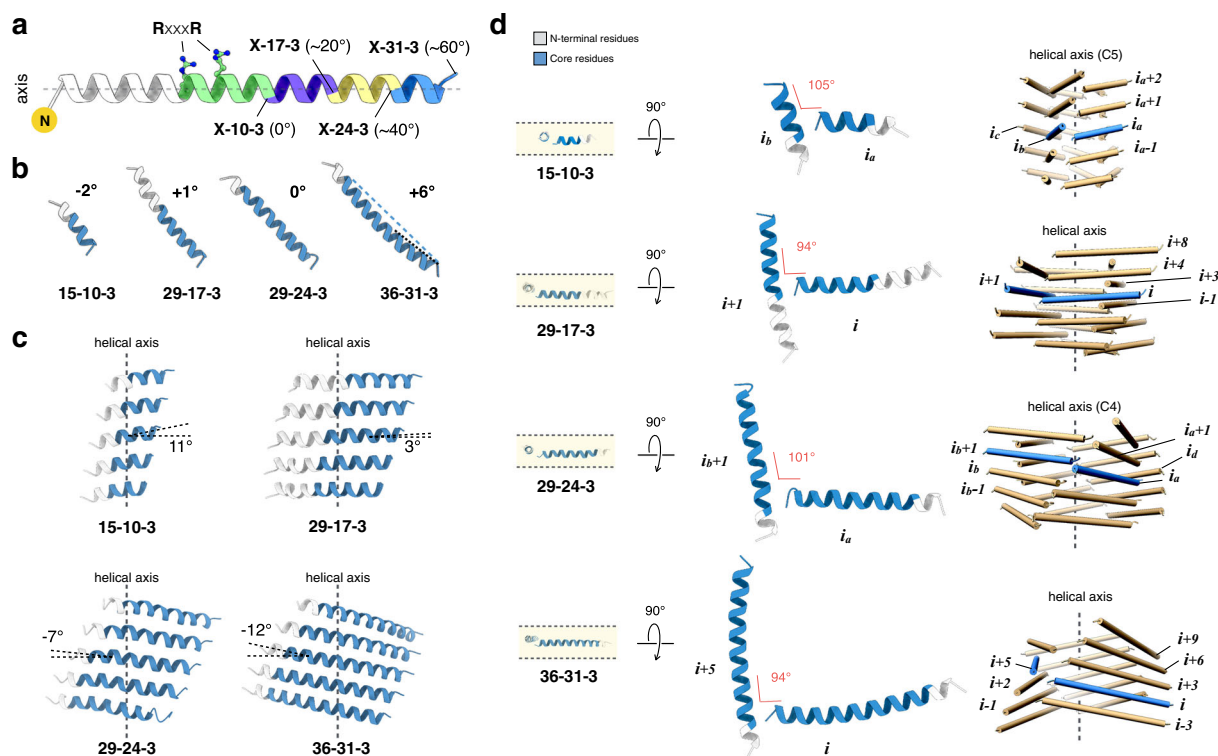 a
RxxxR
X-17-3 (~20°)
X-31-3 (~60°)
axis
N
X-10-3 (0°)
X-24-3 (~40°)
b
-2°
+1°
0°
+6°
15-10-3
29-17-3
29-24-3
36-31-3
c
helical axis
helical axis
11°
3°
15-10-3
29-17-3
helical axis
helical axis
-7°
-12°
29-24-3
36-31-3
d
N-terminal residues
Core residues
90°
15-10-3
105°
ib
ia
helical axis (C5)
ia+2
ia+1
ic
ia
ib
ia-1
90°
29-17-3
94°
i+1
i
helical axis
i+8
i+4
i+3
i+1
i
i-1
90°
29-24-3
101°
ib+1
ia
helical axis (C4)
ia+1
ib+1
id
ib
ia
ib-1
90°
36-31-3
94°
i+5
i
helical axis
i+9
i+5
i+6
i+2
i+3
i-1
i
i-3